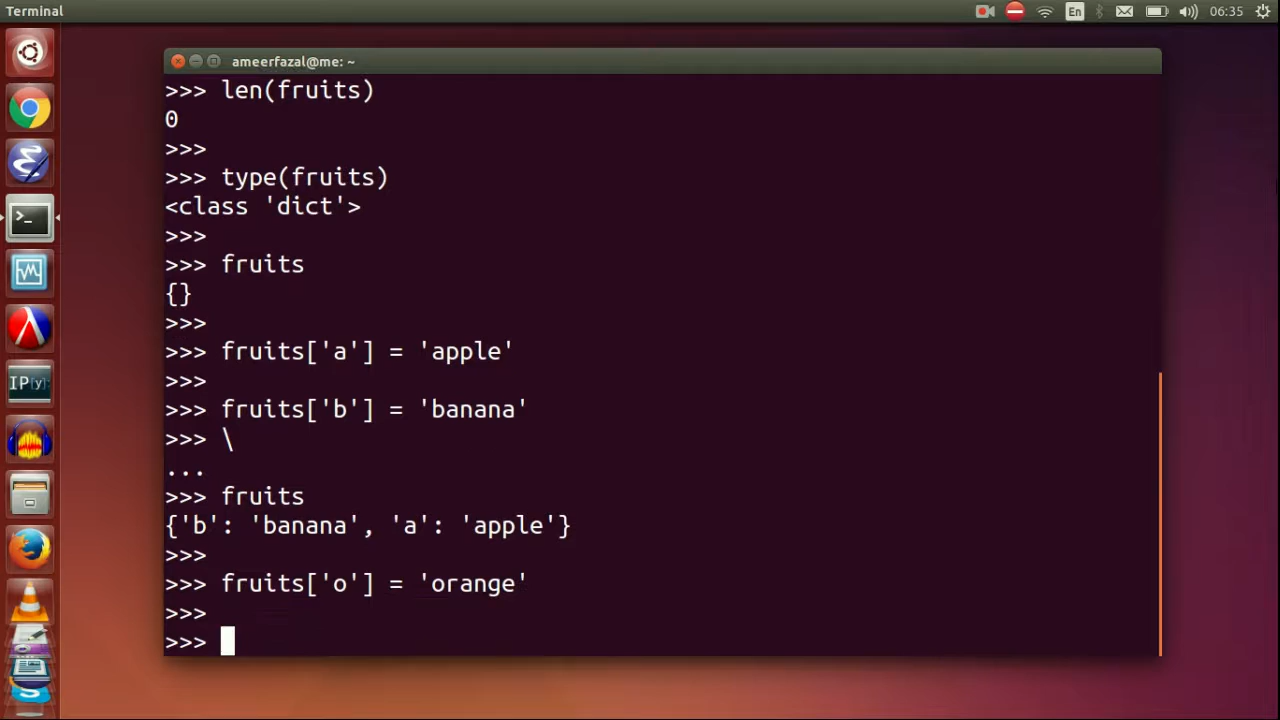 Terminal
En
06:35
ameerfazal@me: ~
>>> len(fruits)
0
>>>
>>> type(fruits)
<class 'dict'>
>>>
>>> fruits
{}
>>>
>>> fruits['a'] = 'apple'
>>>
>>> fruits['b'] = 'banana'
>>> \
...
>>> fruits
{'b': 'banana', 'a': 'apple'}
>>>
>>> fruits['o'] = 'orange'
>>>
>>>
>_
IP[y]:
S